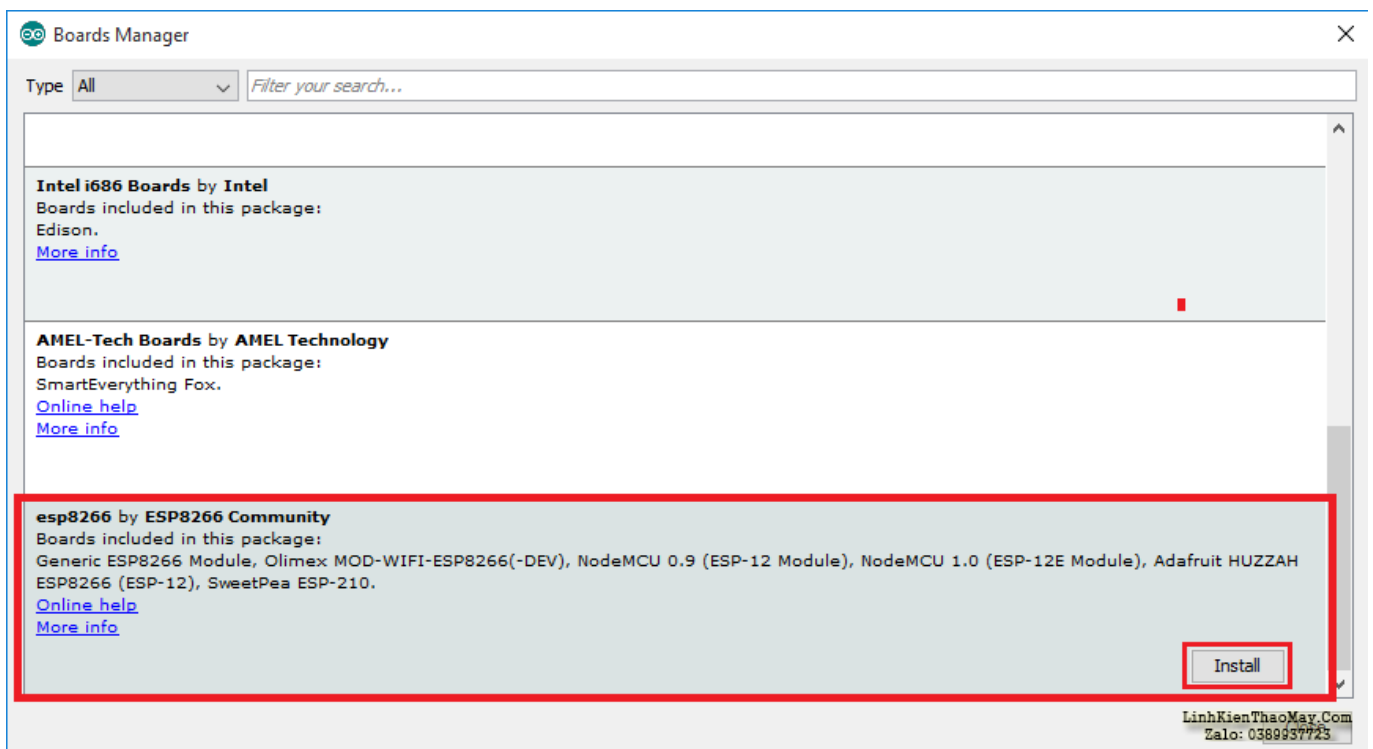 Boards Manager
Type All Filter your search...
Intel i686 Boards by Intel
Boards included in this package:
Edison.
More info
AMEL-Tech Boards by AMEL Technology
Boards included in this package:
SmartEverything Fox.
Online help
More info
esp8266 by ESP8266 Community
Boards included in this package:
Generic ESP8266 Module, Olimex MOD-WIFI-ESP8266(-DEV), NodeMCU 0.9 (ESP-12 Module), NodeMCU 1.0 (ESP-12E Module), Adafruit HUZZAH
ESP8266 (ESP-12), SweetPea ESP-210.
Online help
More info
Install
LinhKienThaoMay.Com
Zalo: 0389937723